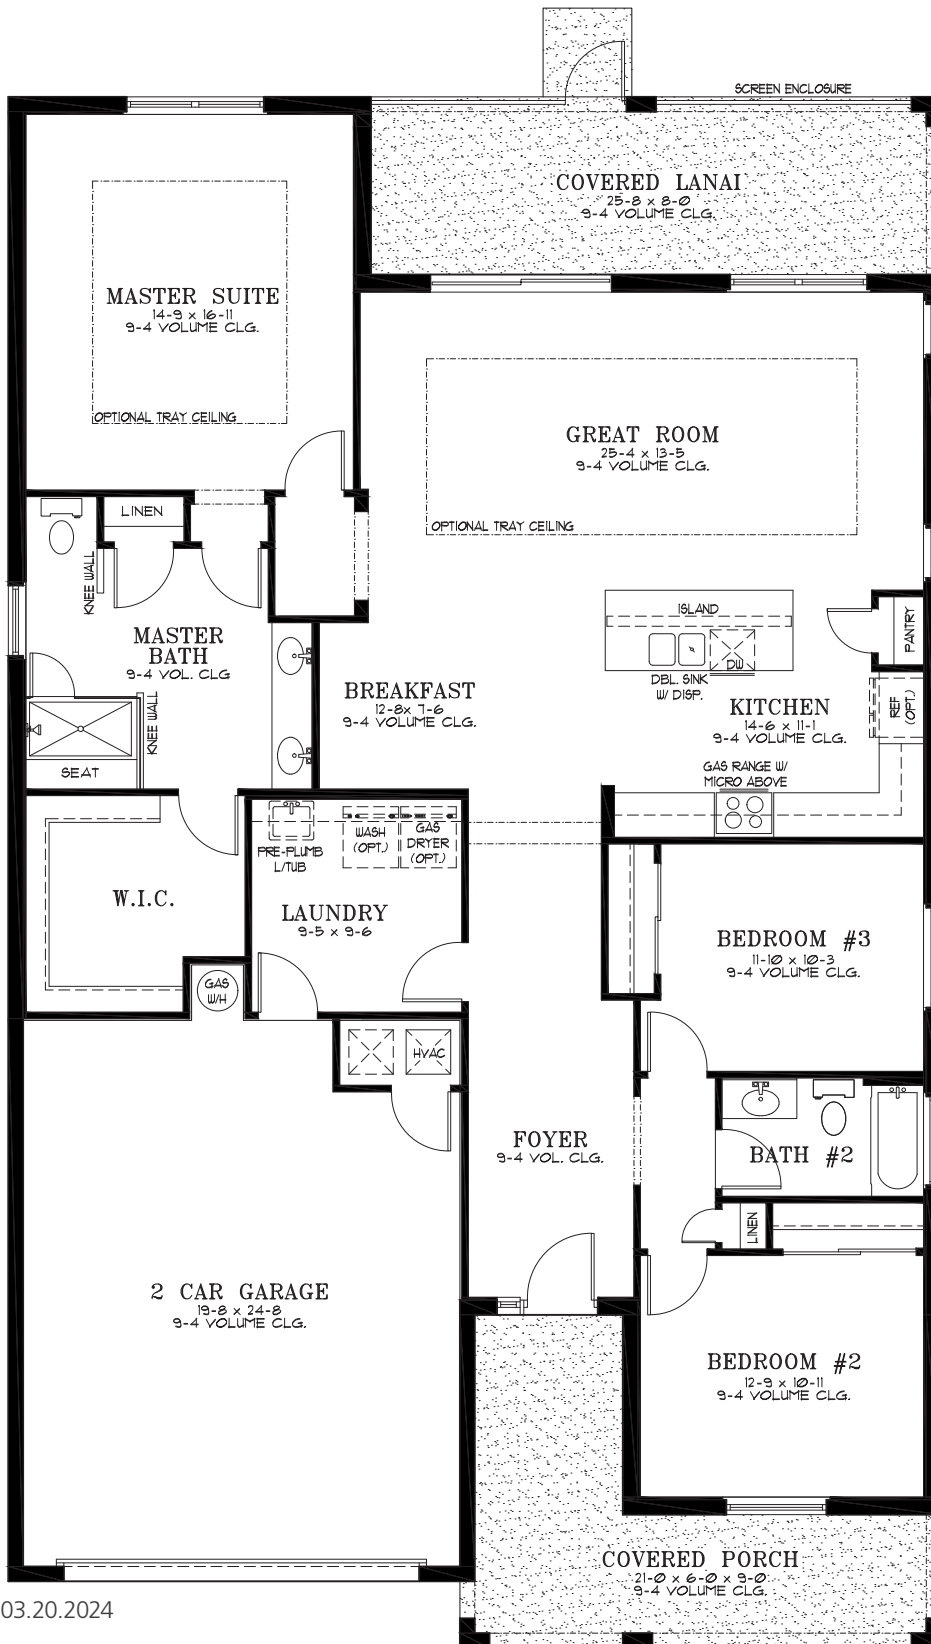 SCREEN ENCLOSURE
COVERED LANAI
25-8 x 8-0
9-4 VOLUME CLG.
MASTER SUITE
14-9 x 16-11
9-4 VOLUME CLG.
OPTIONAL TRAY CEILING
GREAT ROOM
25-4 x 13-5
9-4 VOLUME CLG.
OPTIONAL TRAY CEILING
LINEN
KNEE WALL
MASTER
BATH
9-4 VOL. CLG
KNEE WALL
SEAT
ISLAND
DW
DBL. SINK
W/ DISP.
PANTRY
BREAKFAST
12-8x 7-6
9-4 VOLUME CLG.
KITCHEN
14-6 x 11-1
9-4 VOLUME CLG.
REF
(OPT.)
GAS RANGE W/
MICRO ABOVE
PRE-PLUMB
L/TUB
WASH
(OPT.)
GAS
DRYER
(OPT.)
W.I.C.
LAUNDRY
9-5 x 9-6
BEDROOM #3
11-10 x 10-3
9-4 VOLUME CLG.
GAS
W/H
HVAC
FOYER
9-4 VOL. CLG.
BATH #2
LINEN
2 CAR GARAGE
19-8 x 24-8
9-4 VOLUME CLG.
BEDROOM #2
12-9 x 10-11
9-4 VOLUME CLG.
COVERED PORCH
21-0 x 6-0 x 9-0
9-4 VOLUME CLG.
03.20.2024